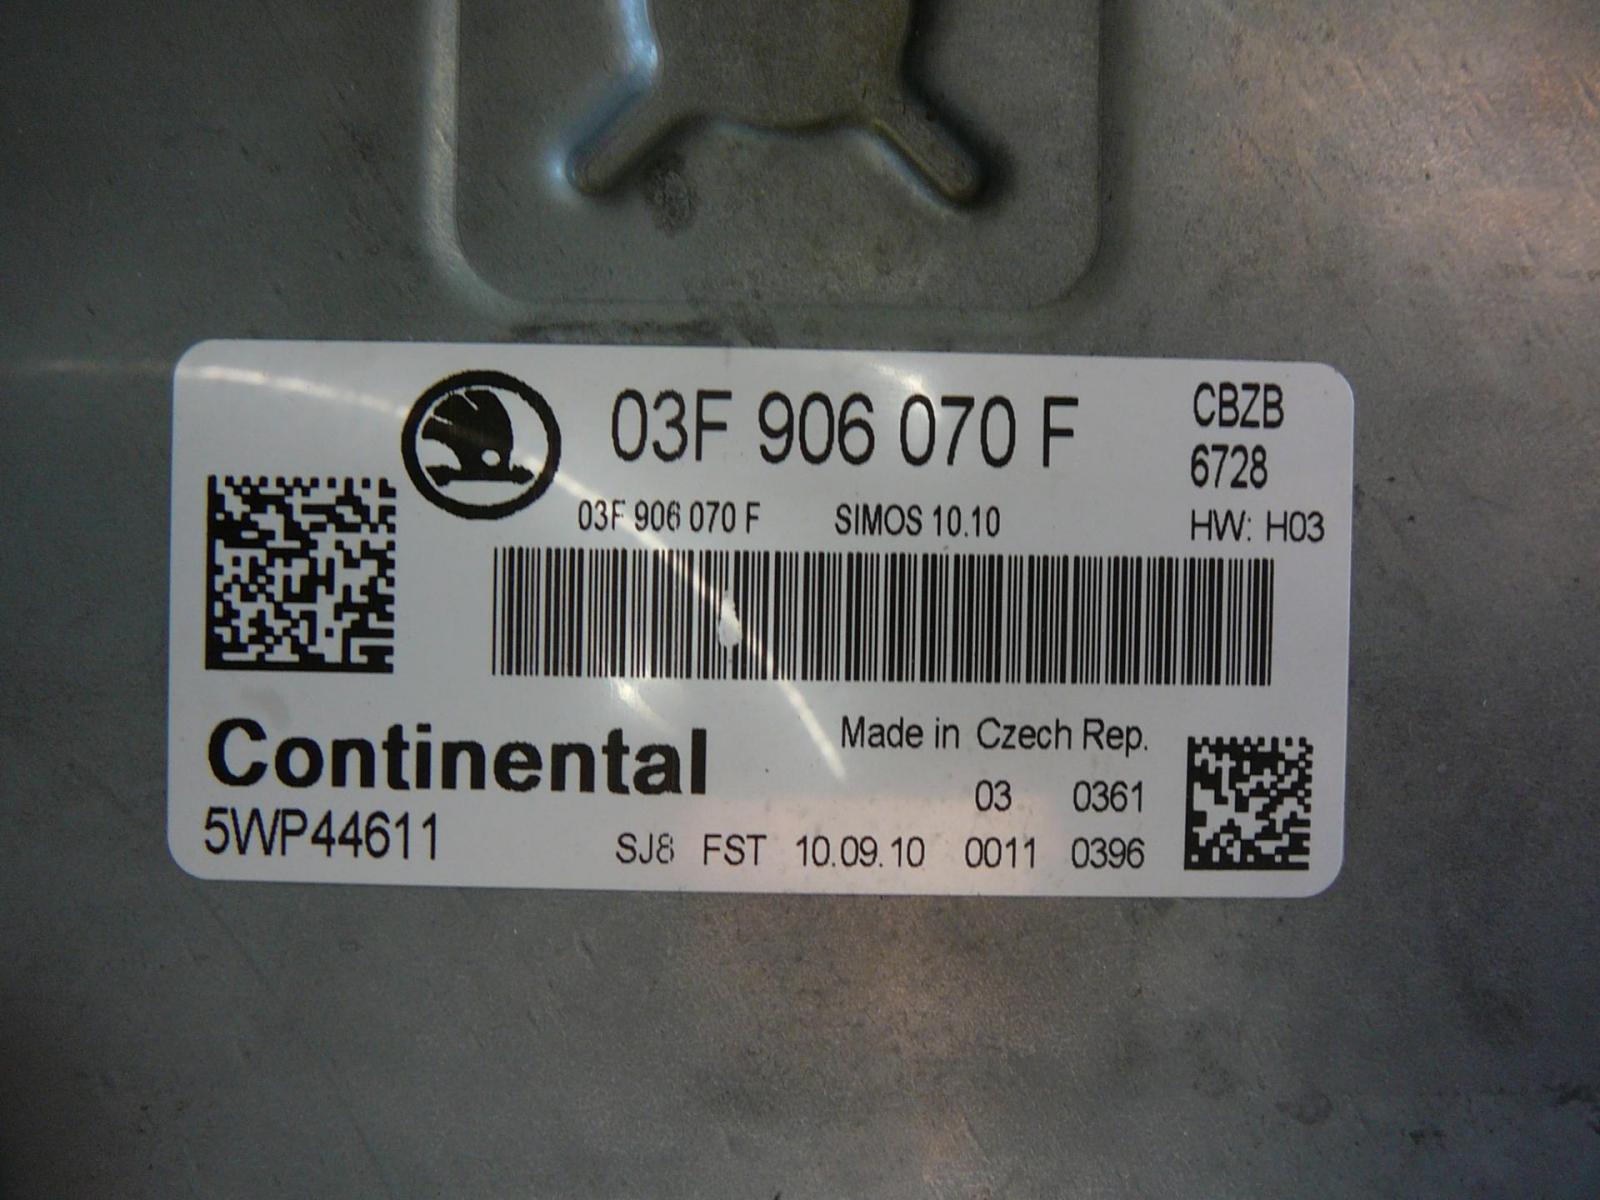 03F 906 070 F
CBZB
6728
03F 906 070 F SIMOS 10.10
HW: H03
Continental
Made in Czech Rep.
03 0361
5WP44611
SJ8 FST 10.09.10 0011 0396